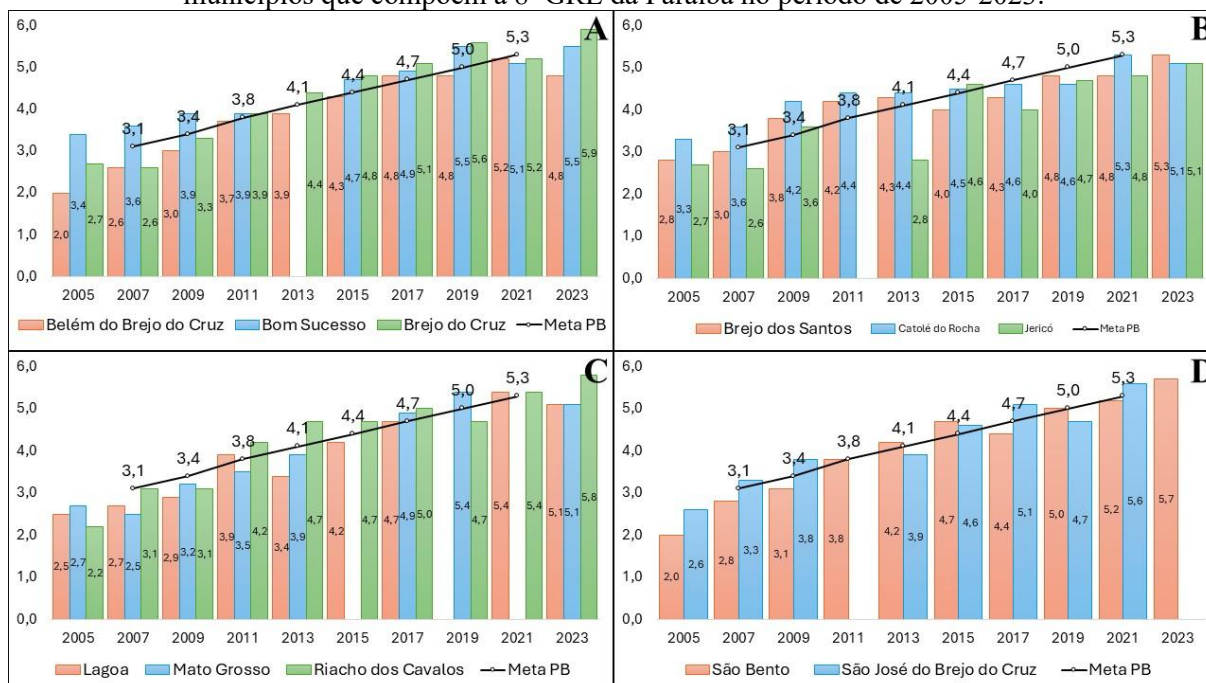 municípios que compõem a 8ª GRE da Paraíba no período de 2005-2023.
A
6,0
5,0
4,0
3,0
2,0
1,0
0,0
3,1 3,4 3,8 4,1 4,4 4,7 5,0 5,3
2,0 3,4 2,7 2,6 3,6 2,6 3,0 3,9 3,3 3,7 3,9 3,9 3,9 4,4 4,3 4,7 4,8 4,8 4,9 5,1 4,8 5,5 5,6 5,2 5,1 5,2 4,8 5,5 5,9
2005 2007 2009 2011 2013 2015 2017 2019 2021 2023
Belém do Brejo do Cruz Bom Sucesso Brejo do Cruz Meta PB
B
6,0
5,0
4,0
3,0
2,0
1,0
0,0
3,1 3,4 3,8 4,1 4,4 4,7 5,0 5,3
2,8 3,3 2,7 3,0 3,6 2,6 3,8 4,2 3,6 4,2 4,4 4,3 4,4 2,8 4,0 4,5 4,6 4,3 4,6 4,0 4,8 4,6 4,7 4,8 5,3 4,8 5,3 5,1 5,1
2005 2007 2009 2011 2013 2015 2017 2019 2021 2023
Brejo dos Santos Catolé do Rocha Jericó Meta PB
C
6,0
5,0
4,0
3,0
2,0
1,0
0,0
3,1 3,4 3,8 4,1 4,4 4,7 5,0 5,3
2,5 2,7 2,2 2,7 2,5 3,1 2,9 3,2 3,1 3,9 3,5 4,2 3,4 3,9 4,7 4,2 4,7 4,7 4,9 5,0 5,4 4,7 5,4 5,4 5,1 5,1 5,8
2005 2007 2009 2011 2013 2015 2017 2019 2021 2023
Lagoa Mato Grosso Riacho dos Cavalos Meta PB
D
6,0
5,0
4,0
3,0
2,0
1,0
0,0
3,1 3,4 3,8 4,1 4,4 4,7 5,0 5,3
2,0 2,6 2,8 3,3 3,1 3,8 3,8 4,2 3,9 4,7 4,6 4,4 5,1 5,0 4,7 5,2 5,6 5,7
2005 2007 2009 2011 2013 2015 2017 2019 2021 2023
São Bento São José do Brejo do Cruz Meta PB